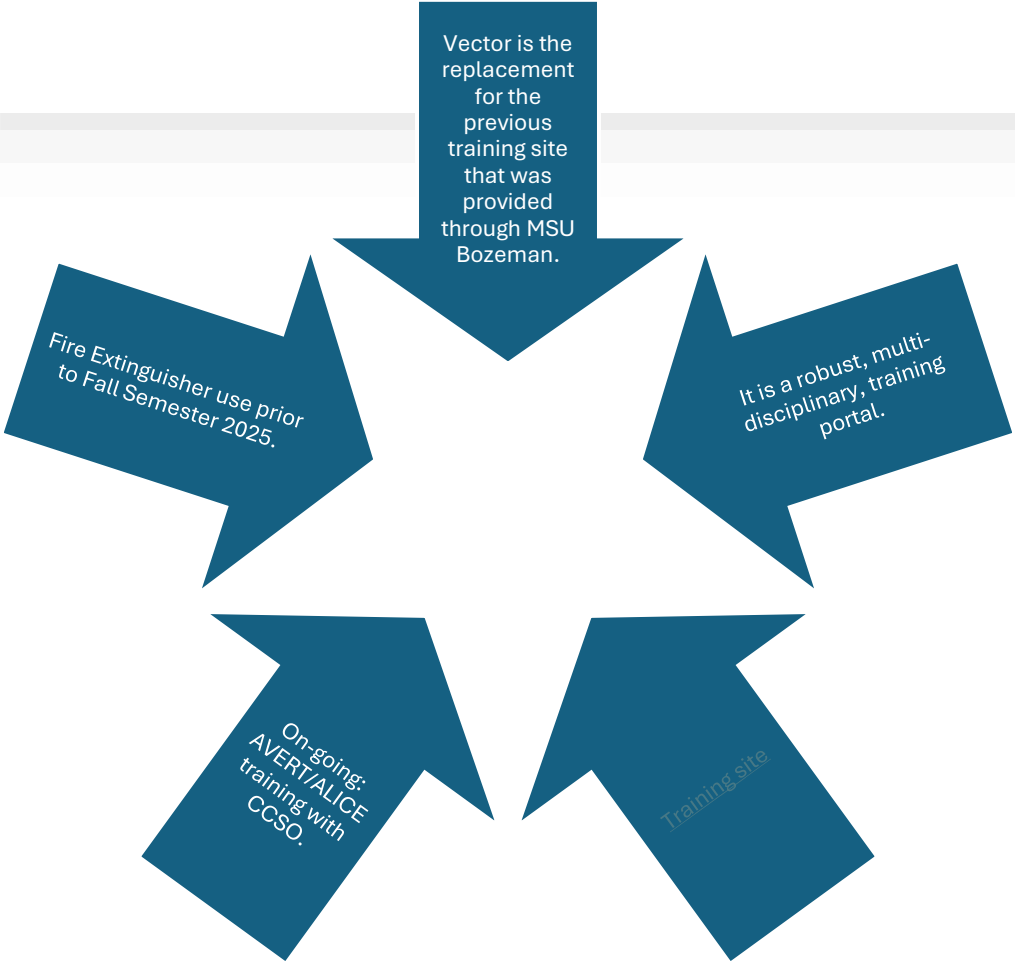 Vector is the
replacement
for the
previous
training site
that was
provided
through MSU
Bozeman.
It is a robust, multi-
disciplinary, training
portal.
Training site
On-going:
AVERT/ALICE
training with
CCSO.
Fire Extinguisher use prior
to Fall Semester 2025.